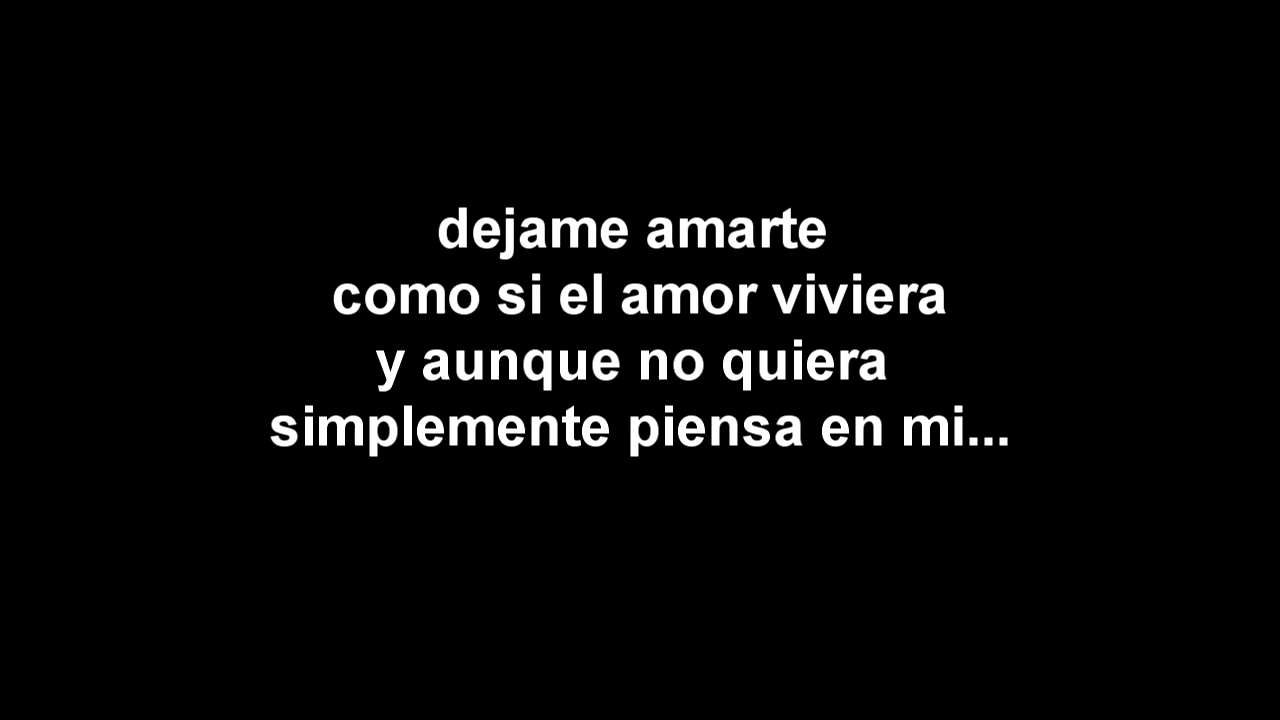 dejame amarte
como si el amor viviera
y aunque no quiera
simplemente piensa en mi...